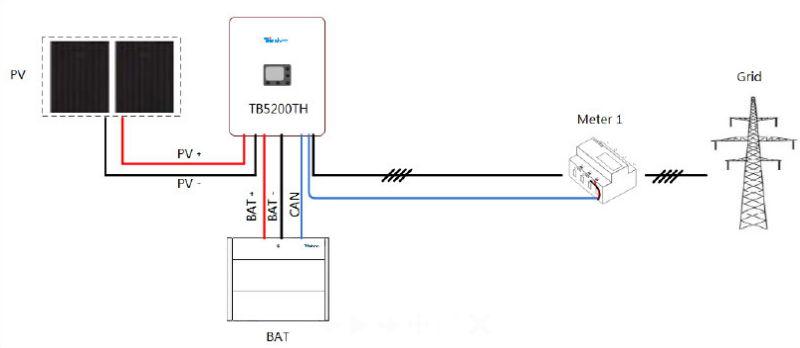 PV
TB5200TH
Grid
Meter 1
PV +
PV -
BAT +
BAT -
CAN
BAT